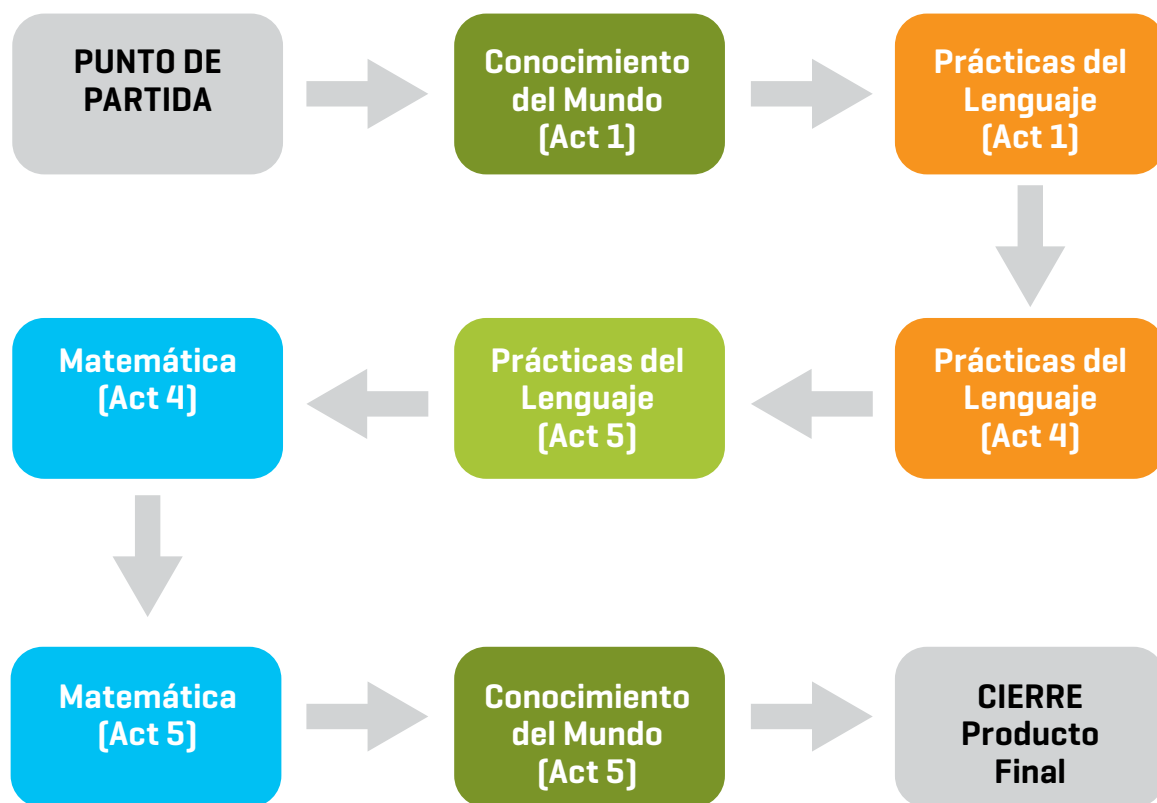 PUNTO DE
PARTIDA
Conocimiento
del Mundo
(Act 1)
Prácticas del
Lenguaje
(Act 1)
Prácticas del
Lenguaje
(Act 4)
Prácticas del
Lenguaje
(Act 5)
Matemática
(Act 4)
Matemática
(Act 5)
Conocimiento
del Mundo
(Act 5)
CIERRE
Producto
Final